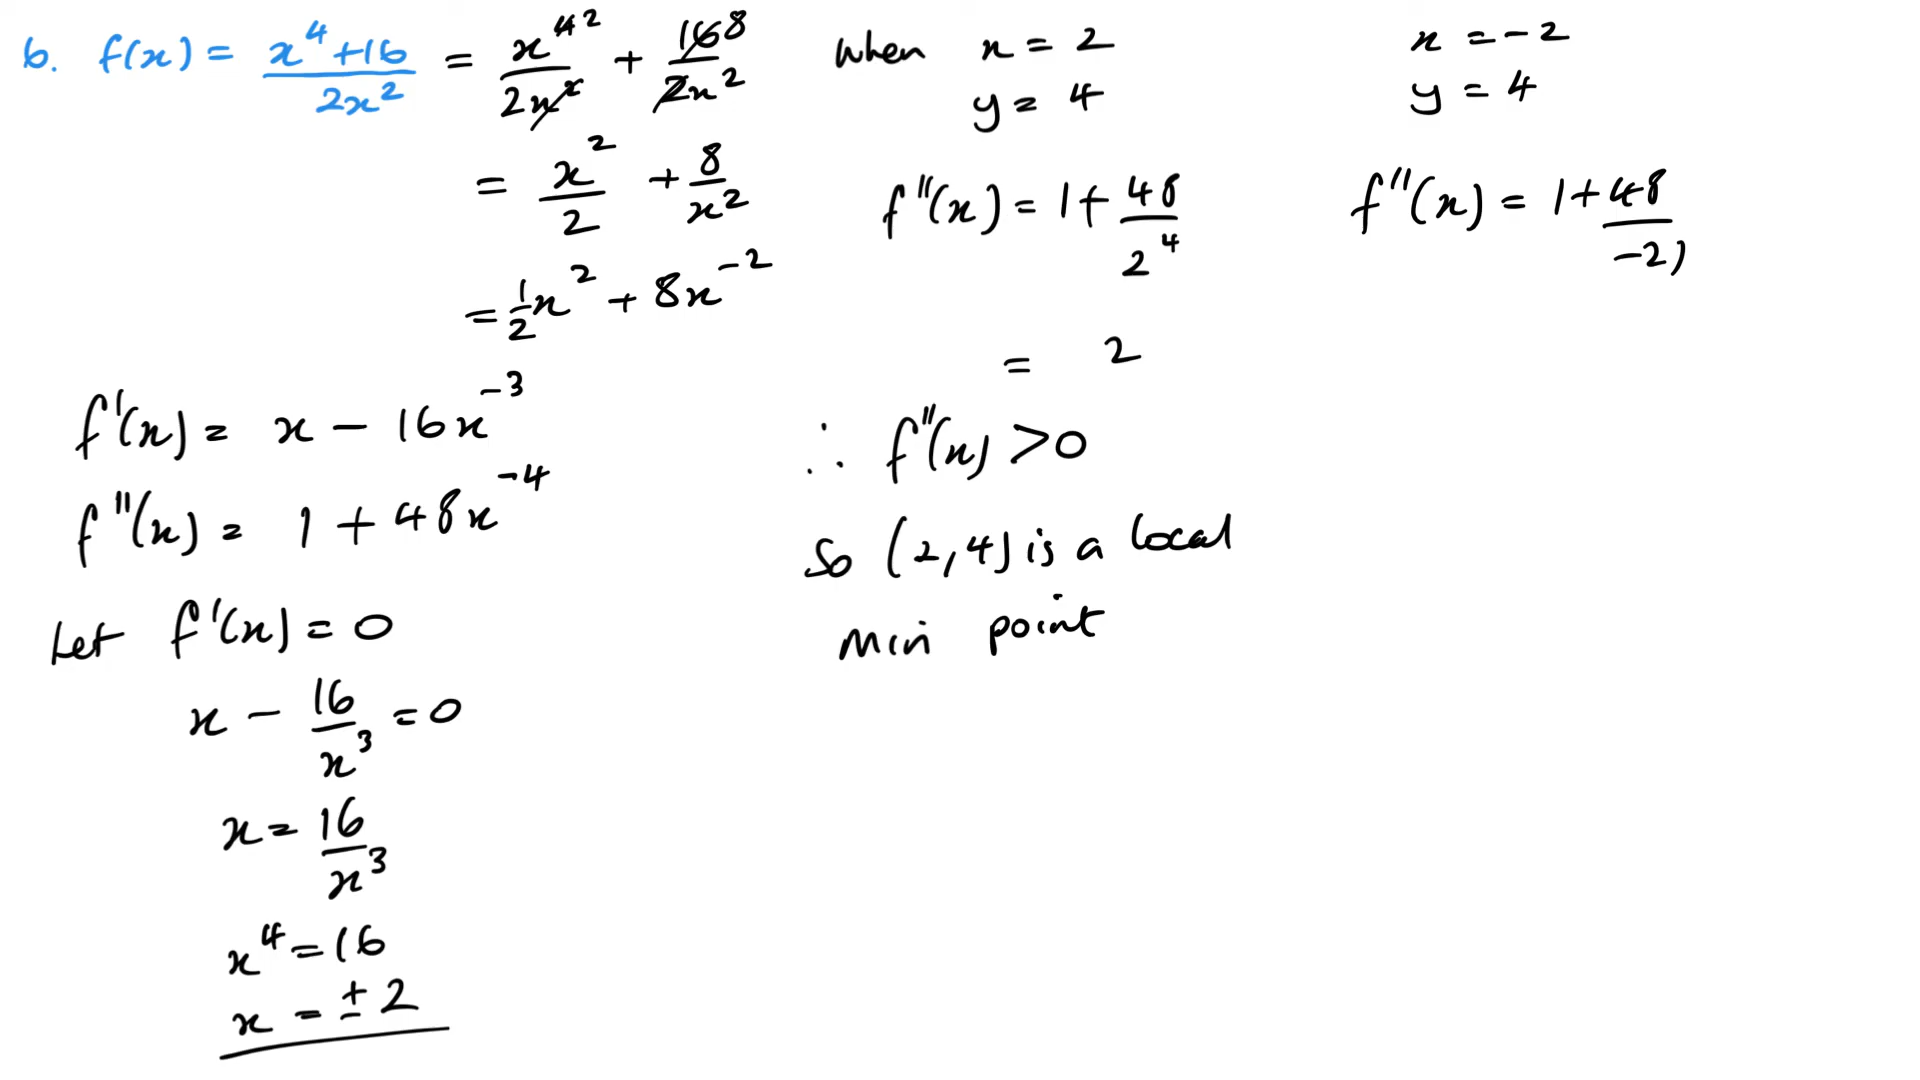 6. f(x) = x⁴+16 / 2x² = x⁴² / 2x² + 168 / 2x²
= x² / 2 + 8 / x²
= 1/2 x² + 8x⁻²
f'(x) = x − 16x⁻³
f''(x) = 1 + 48x⁻⁴
Let f'(x) = 0
x − 16 / x³ = 0
x = 16 / x³
x⁴ = 16
x = ± 2
when x = 2
y = 4
f''(x) = 1 + 48 / 2⁴
= 2
∴ f''(x) > 0
So (2,4) is a local
min point
x = −2
y = 4
f''(x) = 1 + 48 / −2)